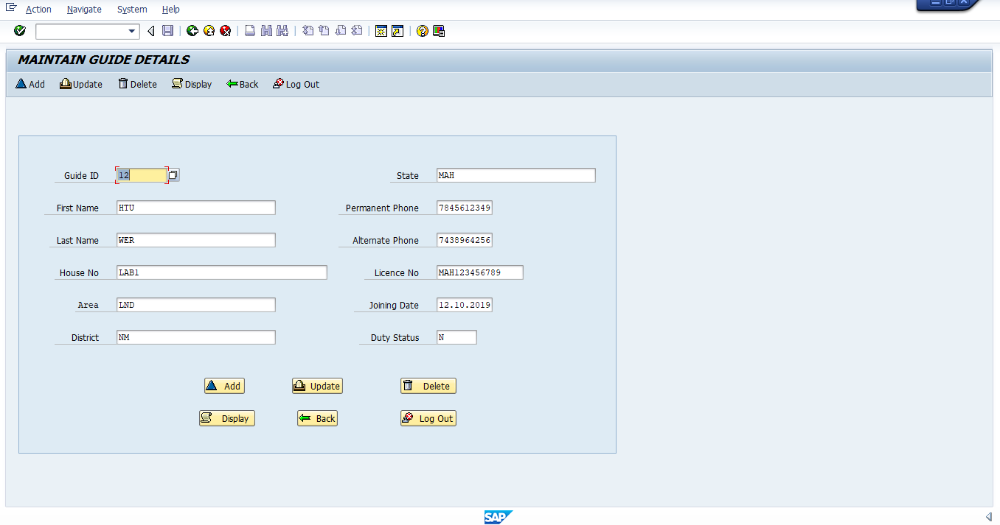 Action Navigate System Help
MAINTAIN GUIDE DETAILS
Add Update Delete Display Back Log Out
Guide ID 12 State MAH
First Name HTU Permanent Phone 7845612349
Last Name WER Alternate Phone 7438964256
House No LAB1 Licence No MAH123456789
Area LND Joining Date 12.10.2019
District NM Duty Status N
Add Update Delete
Display Back Log Out
SAP